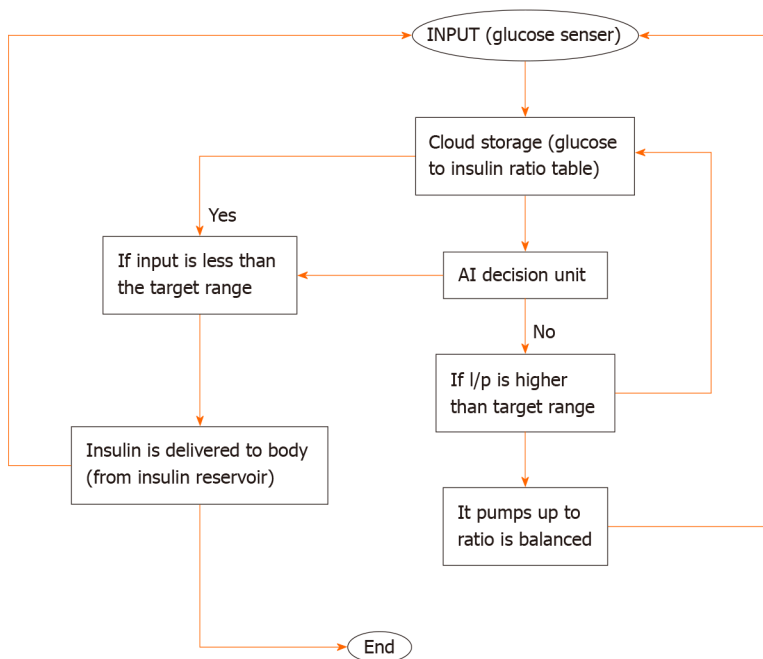 INPUT (glucose senser)
Cloud storage (glucose
to insulin ratio table)
Yes
If input is less than
the target range
AI decision unit
No
If l/p is higher
than target range
Insulin is delivered to body
(from insulin reservoir)
It pumps up to
ratio is balanced
End